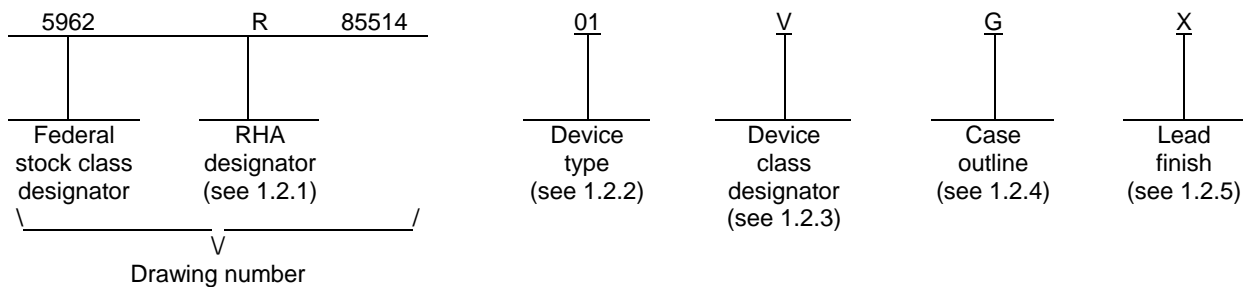 5962 R 85514 01 V G X
Federal stock class designator
RHA designator (see 1.2.1)
Device type (see 1.2.2)
Device class designator (see 1.2.3)
Case outline (see 1.2.4)
Lead finish (see 1.2.5)
Drawing number